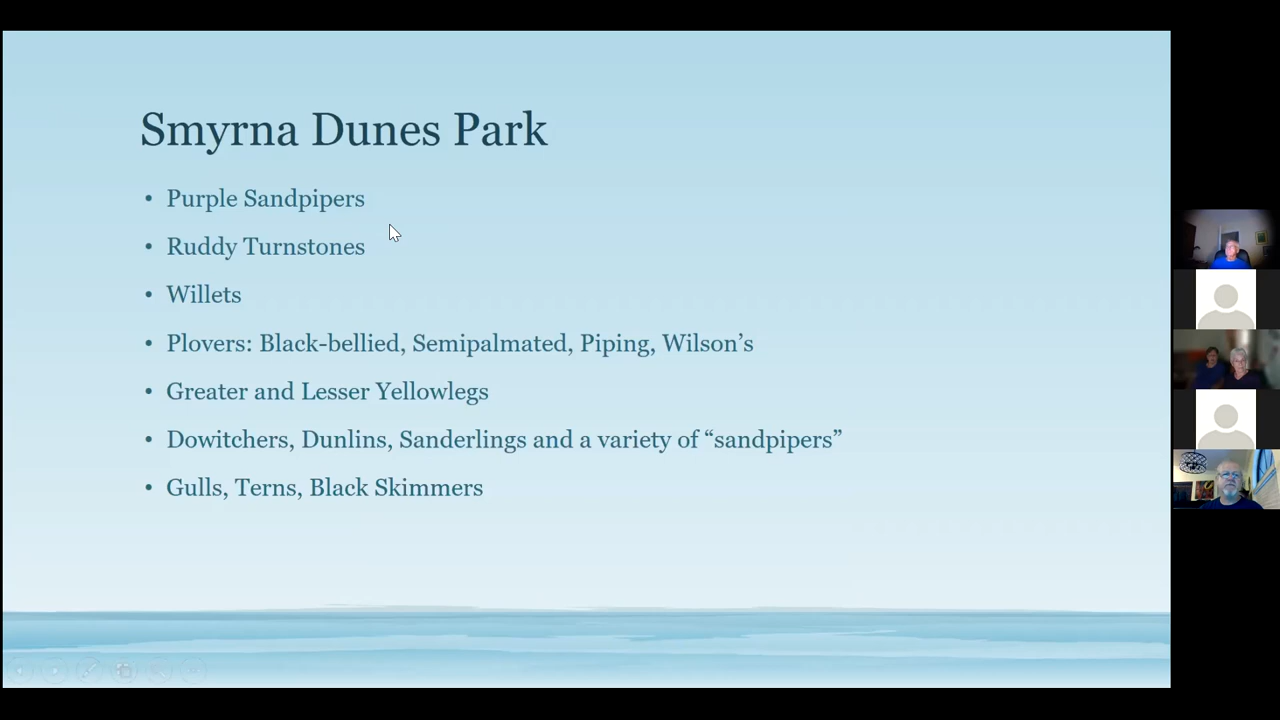 Smyrna Dunes Park
• Purple Sandpipers
• Ruddy Turnstones
• Willets
• Plovers: Black-bellied, Semipalmated, Piping, Wilson’s
• Greater and Lesser Yellowlegs
• Dowitchers, Dunlins, Sanderlings and a variety of “sandpipers”
• Gulls, Terns, Black Skimmers